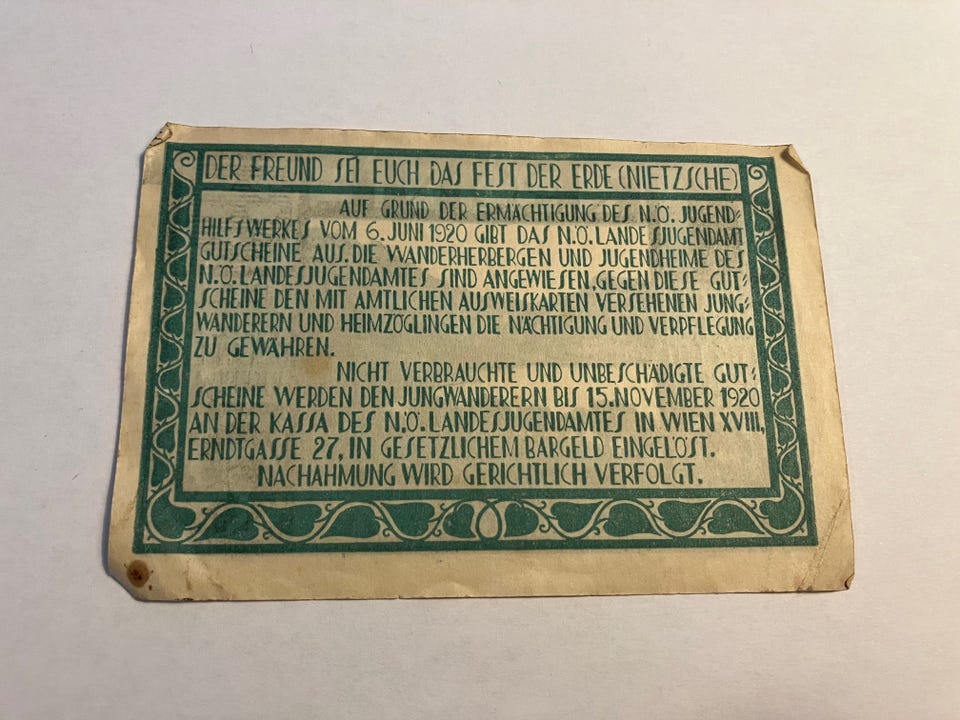 DER FREUND SEI EUCH DAS FEST DER ERDE (NIETZSCHE)
AUF GRUND DER ERMÄCHTIGUNG DES N.Ö. JUGEND-
HILFSWERKES VOM 6. JUNI 1920 GIBT DAS N.Ö. LANDESJUGENDAMT
GUTSCHEINE AUS. DIE WANDERHERBERGEN UND JUGENDHEIME DES
N.Ö. LANDESJUGENDAMTES SIND ANGEWIESEN, GEGEN DIESE GUT-
SCHEINE DEN MIT AMTLICHEN AUSWEISKARTEN VERSEHENEN JUNG-
WANDERERN UND HEIMZÖGLINGEN DIE NÄCHTIGUNG UND VERPFLEGUNG
ZU GEWÄHREN.
NICHT VERBRAUCHTE UND UNBESCHÄDIGTE GUT-
SCHEINE WERDEN DEN JUNGWANDERERN BIS 15. NOVEMBER 1920
AN DER KASSA DES N.Ö. LANDESJUGENDAMTES IN WIEN XVIII,
ERNDTGASSE 27, IN GESETZLICHEM BARGELD EINGELÖST.
NACHAHMUNG WIRD GERICHTLICH VERFOLGT.